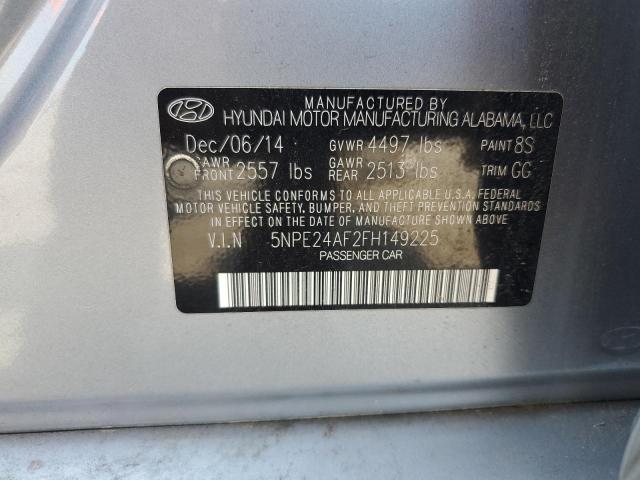 MANUFACTURED BY
HYUNDAI MOTOR MANUFACTURING ALABAMA, LLC
Dec/06/14 GVWR 4497 lbs PAINT 8S
GAWR FRONT 2557 lbs GAWR REAR 2513 lbs TRIM GG
THIS VEHICLE CONFORMS TO ALL APPLICABLE U.S.A. FEDERAL
MOTOR VEHICLE SAFETY, BUMPER, AND THEFT PREVENTION
STANDARDS IN EFFECT ON THE DATE OF MANUFACTURE SHOWN ABOVE.
V.I.N 5NPE24AF2FH149225
PASSENGER CAR